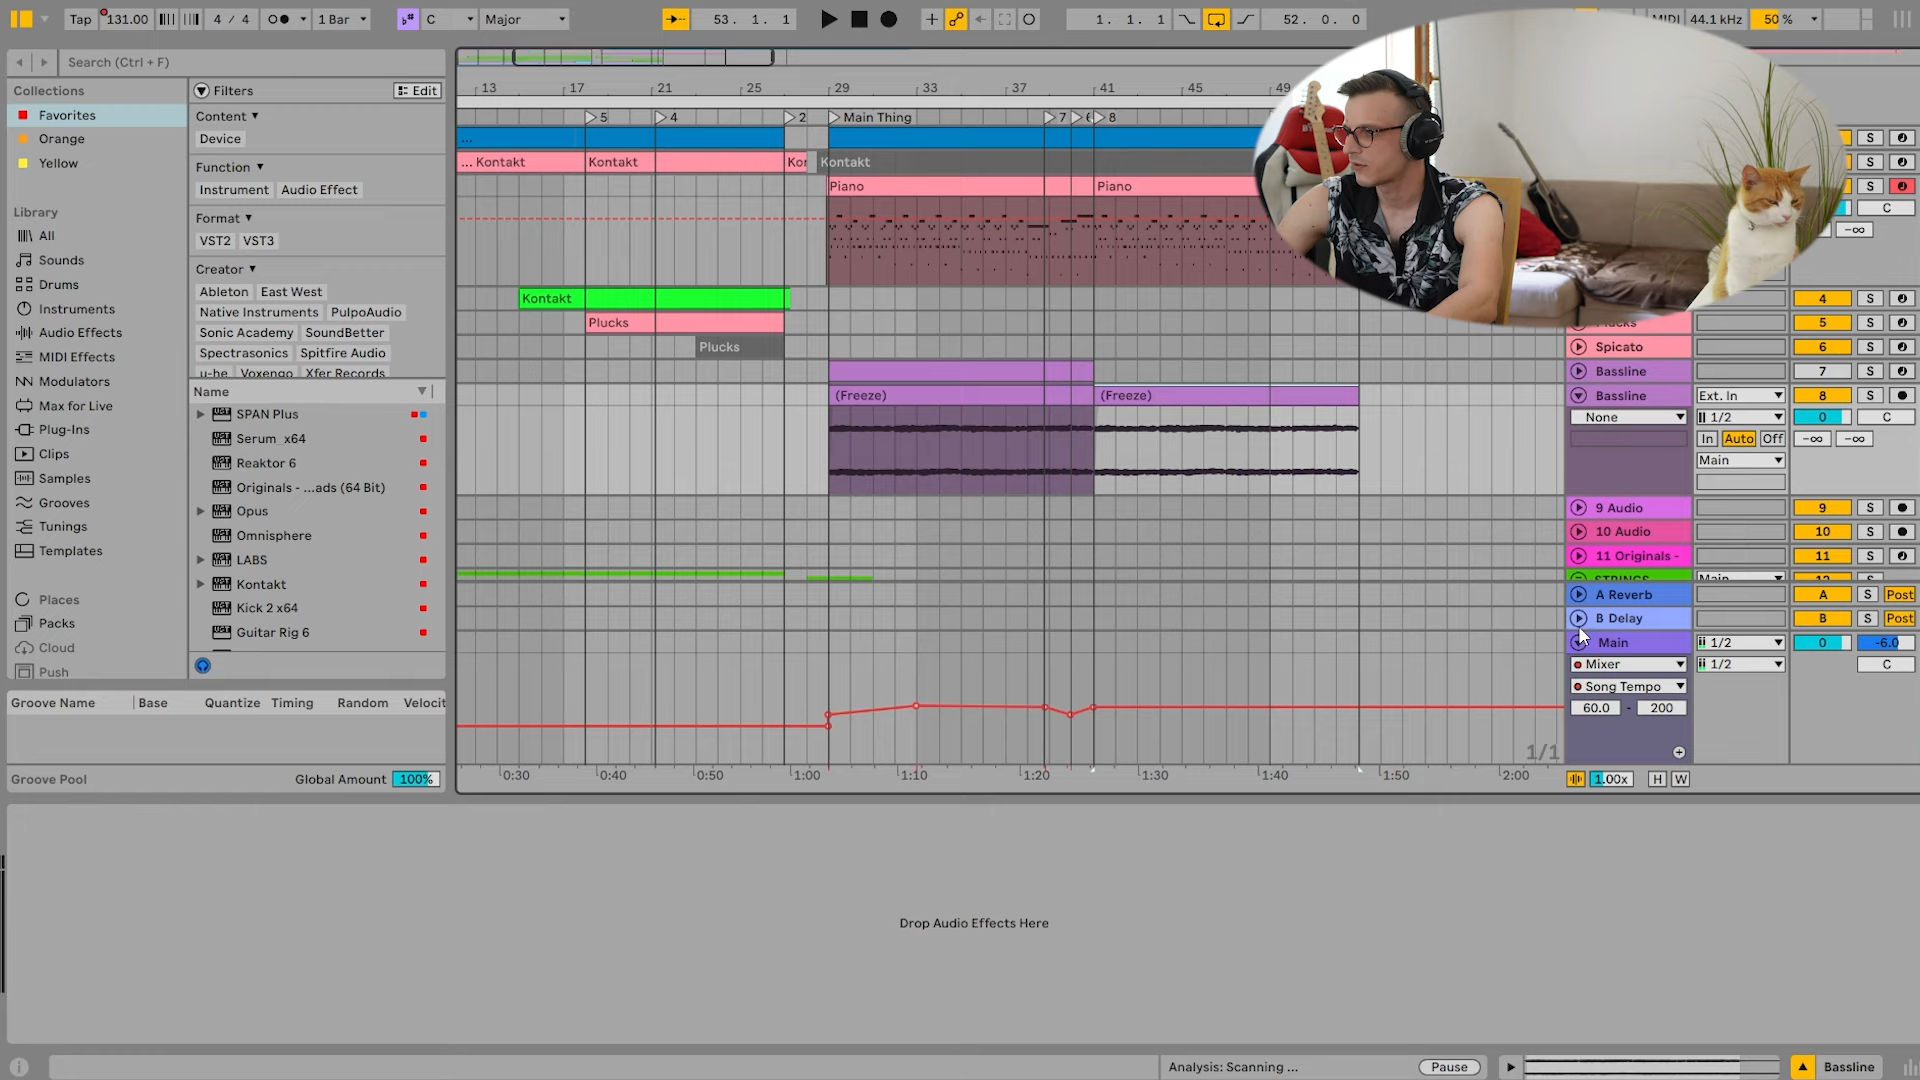 Tap 131.00 4 / 4 1 Bar C Major 53. 1. 1 1. 1. 1 52. 0. 0 MIDI 44.1 kHz 50 %
Search (Ctrl + F)
Collections
Favorites
Orange
Yellow
Library
All
Sounds
Drums
Instruments
Audio Effects
MIDI Effects
Modulators
Max for Live
Plug-Ins
Clips
Samples
Grooves
Tunings
Templates
Places
Packs
Cloud
Push
Filters Edit
Content
Device
Function
Instrument Audio Effect
Format
VST2 VST3
Creator
Ableton East West
Native Instruments PulpoAudio
Sonic Academy SoundBetter
Spectrasonics Spitfire Audio
u-he Voxengo Xfer Records
Name
SPAN Plus
Serum_x64
Reaktor 6
Originals - ...ads (64 Bit)
Opus
Omnisphere
LABS
Kontakt
Kick 2 x64
Guitar Rig 6
Groove Name Base Quantize Timing Random Velocit
Groove Pool Global Amount 100%
13 17 21 25 29 33 37 41 45 49
5 4 2 Main Thing 7 6 8
...
... Kontakt Kontakt Kor Kontakt
Piano Piano
Kontakt
Plucks
Plucks
(Freeze) (Freeze)
1/1
0:30 0:40 0:50 1:00 1:10 1:20 1:30 1:40 1:50 2:00
S
S
S
C
-∞
4 S
Plucks 5 S
Spicato 6 S
Bassline 7 S
Bassline Ext. In 8 S
None 1/2 0 C
In Auto Off -∞ -∞
Main
9 Audio 9 S
10 Audio 10 S
11 Originals - 11 S
STRINGS Main 12 S
A Reverb A S Post
B Delay B S Post
Main 1/2 0 -6.0
Mixer 1/2 C
Song Tempo
60.0 - 200
1.00x H W
Drop Audio Effects Here
Analysis: Scanning ... Pause Bassline